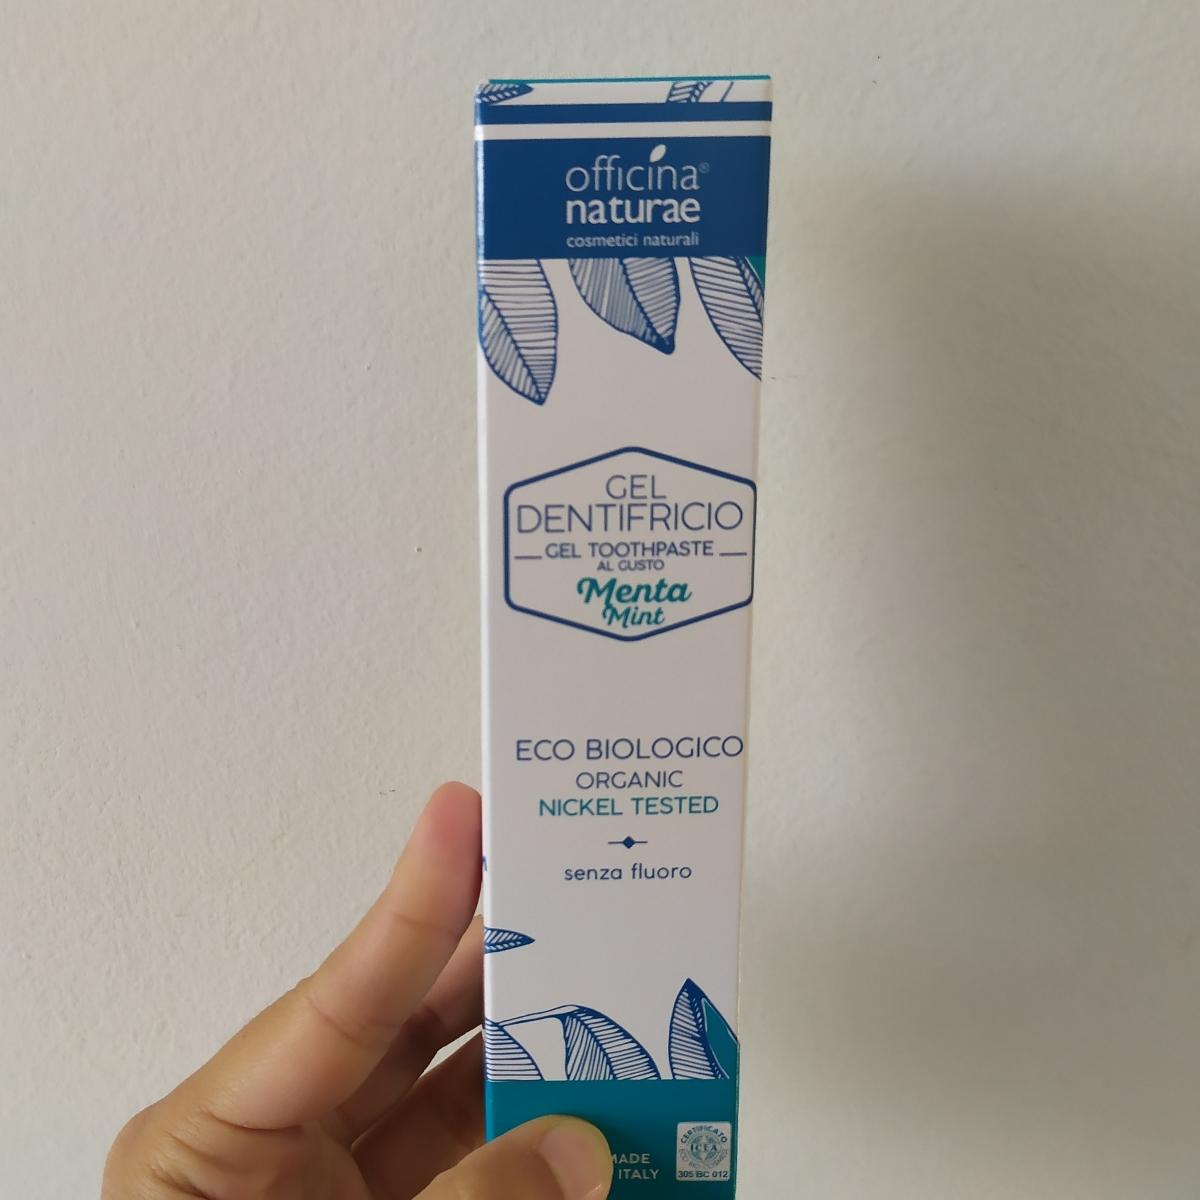 officina®
naturae
cosmetici naturali
GEL
DENTIFRICIO
GEL TOOTHPASTE
AL GUSTO
Menta
Mint
ECO BIOLOGICO
ORGANIC
NICKEL TESTED
senza fluoro
MADE
ITALY
CERTIFICATO
ICEA
305 BC 012